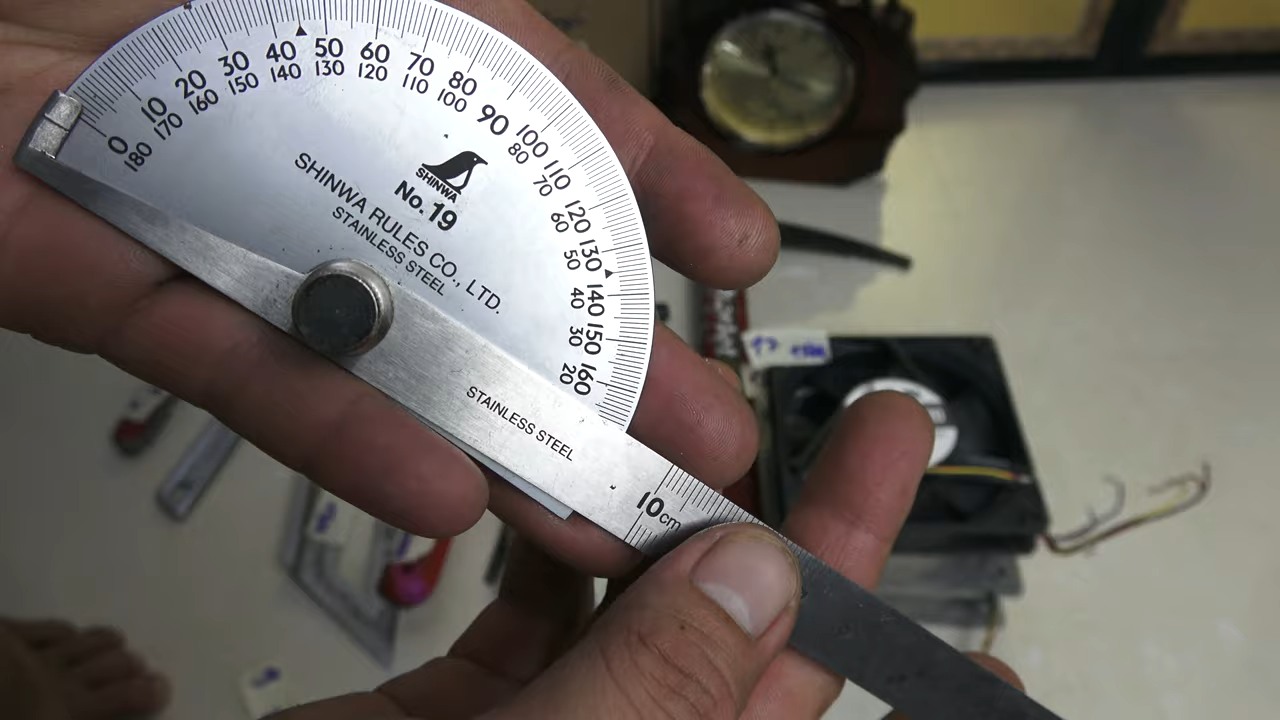 0 10 20 30 40 50 60 70 80 90 100 110 120 130 140 150 160
180 170 160 150 140 130 120 110 100 80 70 60 50 40 30 20
SHINWA
No. 19
SHINWA RULES CO., LTD.
STAINLESS STEEL
STAINLESS STEEL
10cm